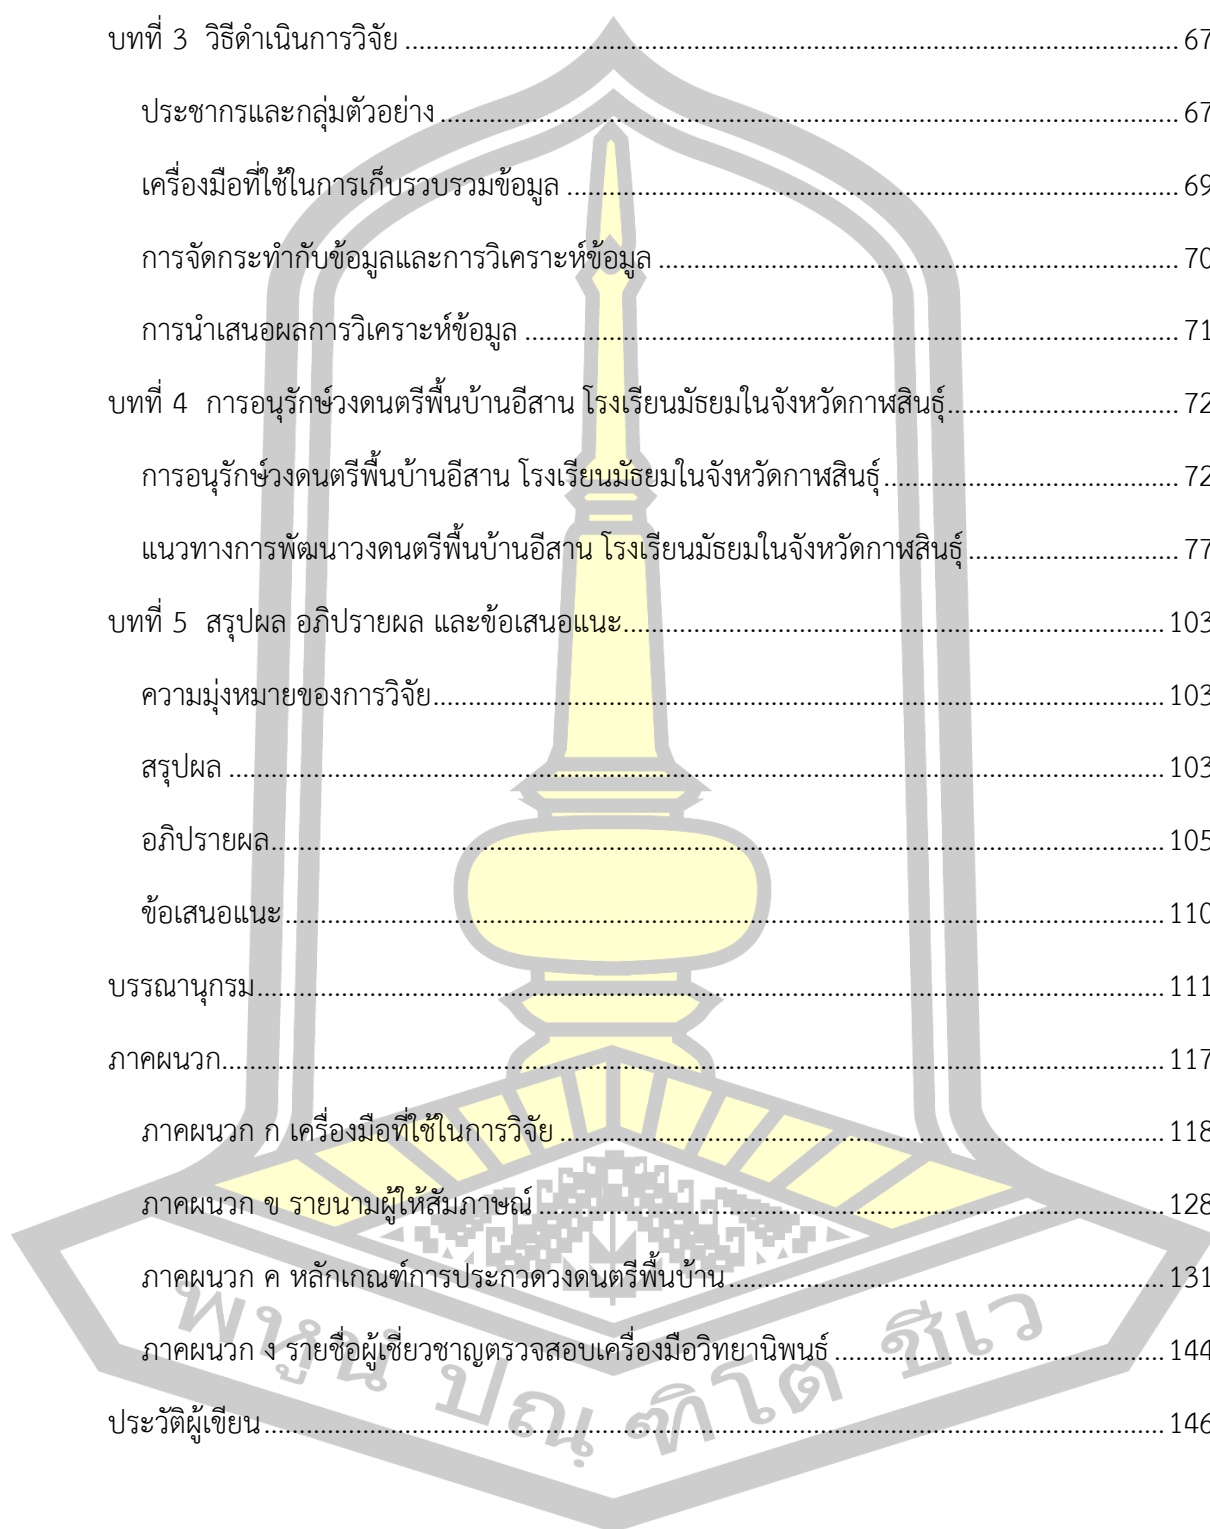 บทที่ 3 วิธีดำเนินการวิจัย ........................................ 67
ประชากรและกลุ่มตัวอย่าง ........................................ 67
เครื่องมือที่ใช้ในการเก็บรวบรวมข้อมูล ........................................ 69
การจัดกระทำกับข้อมูลและการวิเคราะห์ข้อมูล ........................................ 70
การนำเสนอผลการวิเคราะห์ข้อมูล ........................................ 71
บทที่ 4 การอนุรักษ์วงดนตรีพื้นบ้านอีสาน โรงเรียนมัธยมในจังหวัดกาฬสินธุ์ ........................................ 72
การอนุรักษ์วงดนตรีพื้นบ้านอีสาน โรงเรียนมัธยมในจังหวัดกาฬสินธุ์ ........................................ 72
แนวทางการพัฒนาวงดนตรีพื้นบ้านอีสาน โรงเรียนมัธยมในจังหวัดกาฬสินธุ์ ........................................ 77
บทที่ 5 สรุปผล อภิปรายผล และข้อเสนอแนะ ........................................ 103
ความมุ่งหมายของการวิจัย ........................................ 103
สรุปผล ........................................ 103
อภิปรายผล ........................................ 105
ข้อเสนอแนะ ........................................ 110
บรรณานุกรม ........................................ 111
ภาคผนวก ........................................ 117
ภาคผนวก ก เครื่องมือที่ใช้ในการวิจัย ........................................ 118
ภาคผนวก ข รายนามผู้ให้สัมภาษณ์ ........................................ 128
ภาคผนวก ค หลักเกณฑ์การประกวดวงดนตรีพื้นบ้าน ........................................ 131
ภาคผนวก ง รายชื่อผู้เชี่ยวชาญตรวจสอบเครื่องมือวิทยานิพนธ์ ........................................ 144
ประวัติผู้เขียน ........................................ 146
พหูนํ ปณฺฑิโต ชีเว